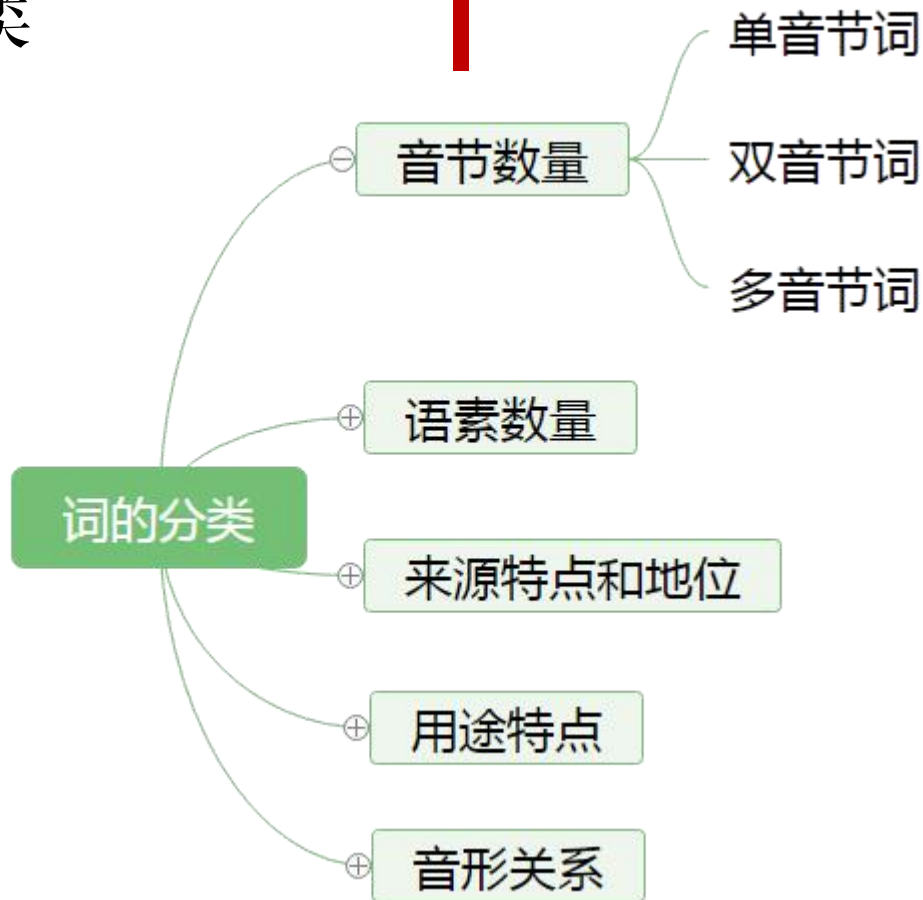 类
单音节词
音节数量
双音节词
多音节词
语素数量
词的分类
来源特点和地位
用途特点
音形关系